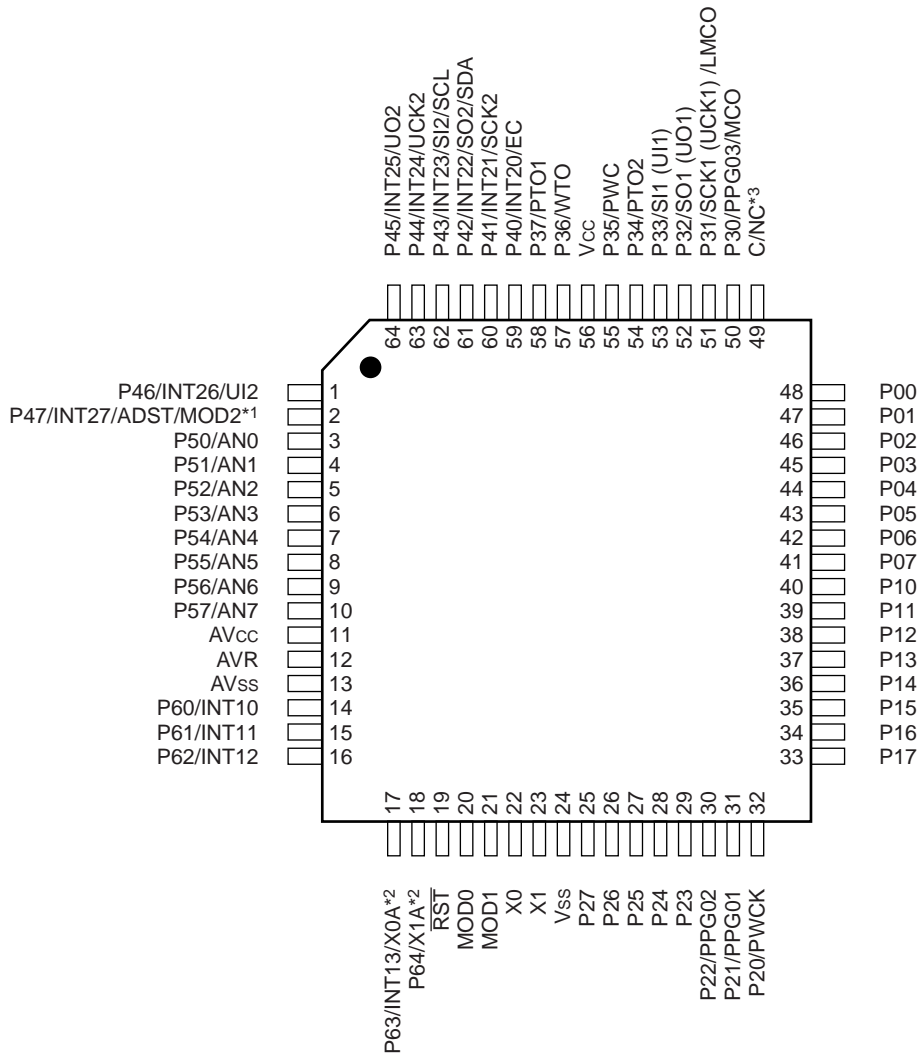 P45/INT25/UO2
P44/INT24/UCK2
P43/INT23/SI2/SCL
P42/INT22/SO2/SDA
P41/INT21/SCK2
P40/INT20/EC
P37/PTO1
P36/WTO
Vcc
P35/PWC
P34/PTO2
P33/SI1 (UI1)
P32/SO1 (UO1)
P31/SCK1 (UCK1) /LMCO
P30/PPG03/MCO
C/NC*3
64
63
62
61
60
59
58
57
56
55
54
53
52
51
50
49
P46/INT26/UI2 1
P47/INT27/ADST/MOD2*1 2
P50/AN0 3
P51/AN1 4
P52/AN2 5
P53/AN3 6
P54/AN4 7
P55/AN5 8
P56/AN6 9
P57/AN7 10
AVcc 11
AVR 12
AVss 13
P60/INT10 14
P61/INT11 15
P62/INT12 16
48 P00
47 P01
46 P02
45 P03
44 P04
43 P05
42 P06
41 P07
40 P10
39 P11
38 P12
37 P13
36 P14
35 P15
34 P16
33 P17
17
18
19
20
21
22
23
24
25
26
27
28
29
30
31
32
P63/INT13/X0A*2
P64/X1A*2
RST
MOD0
MOD1
X0
X1
Vss
P27
P26
P25
P24
P23
P22/PPG02
P21/PPG01
P20/PWCK